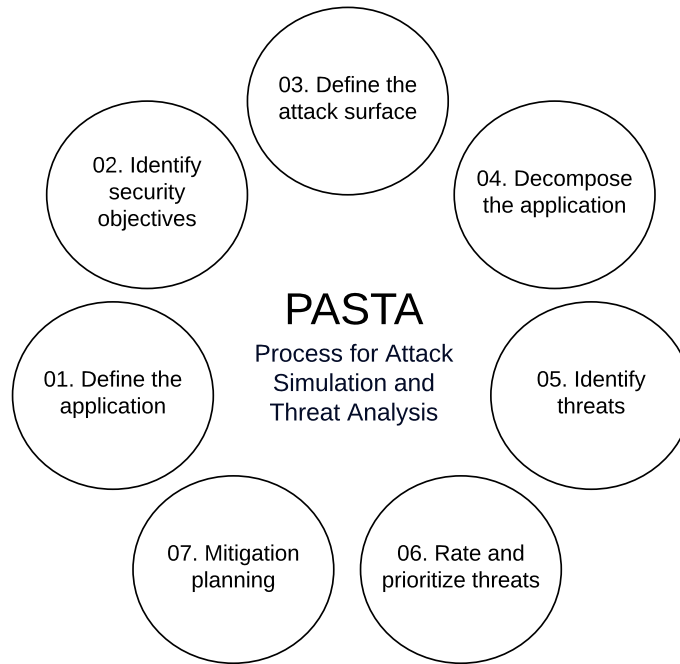 03. Define the
attack surface
02. Identify
security
objectives
04. Decompose
the application
PASTA
Process for Attack
Simulation and
Threat Analysis
01. Define the
application
05. Identify
threats
07. Mitigation
planning
06. Rate and
prioritize threats